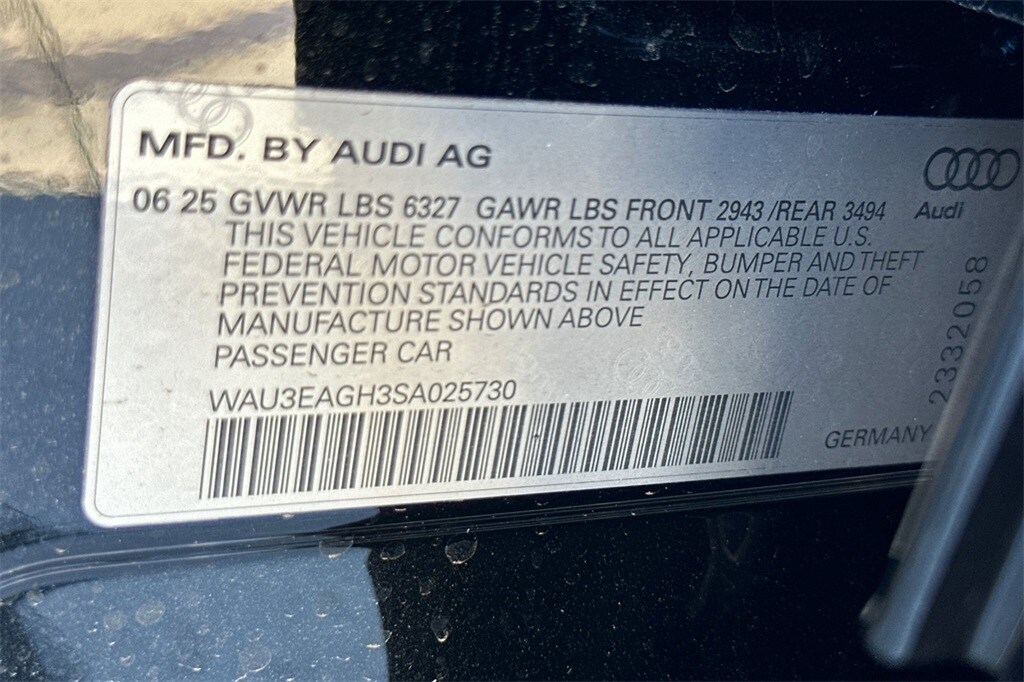 MFD. BY AUDI AG
06 25 GVWR LBS 6327 GAWR LBS FRONT 2943 /REAR 3494
Audi
THIS VEHICLE CONFORMS TO ALL APPLICABLE U.S.
FEDERAL MOTOR VEHICLE SAFETY, BUMPER AND THEFT
PREVENTION STANDARDS IN EFFECT ON THE DATE OF
MANUFACTURE SHOWN ABOVE
PASSENGER CAR
WAU3EAGH3SA025730
GERMANY
2332058